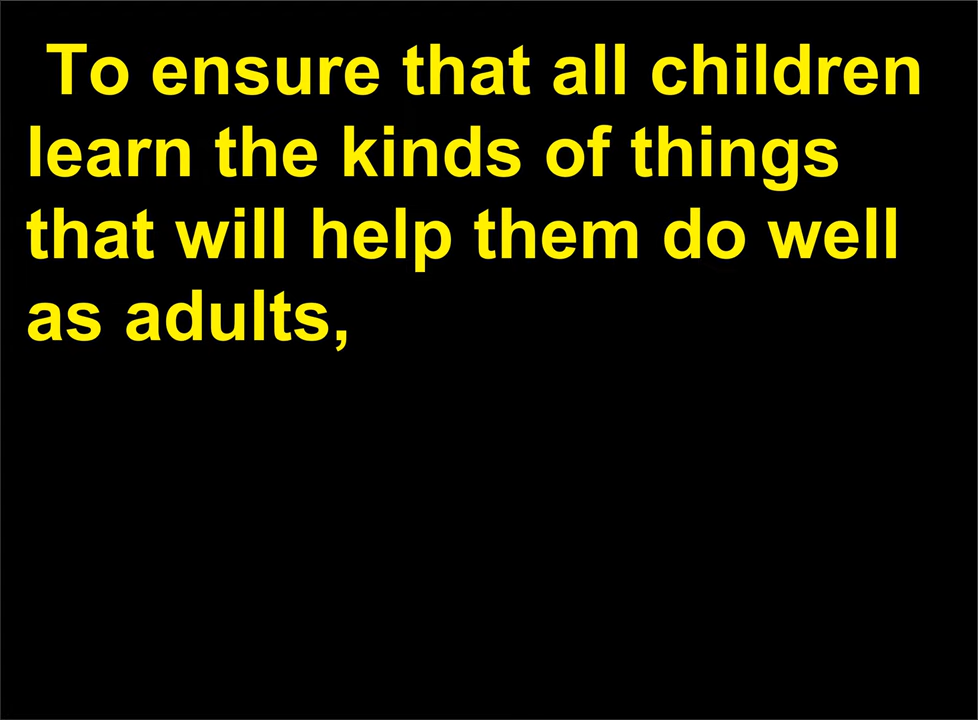 To ensure that all children
learn the kinds of things
that will help them do well
as adults,